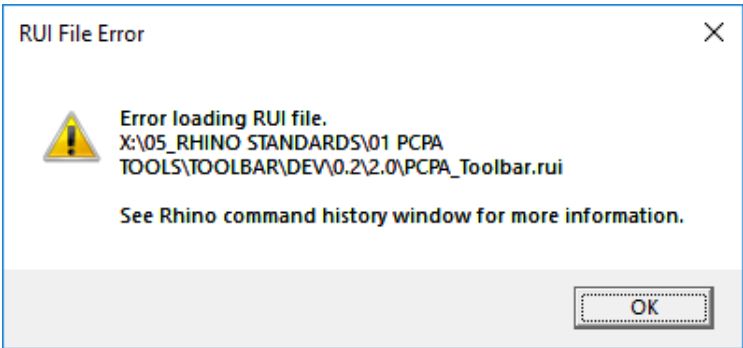 RUI File Error
Error loading RUI file.
X:\05_RHINO STANDARDS\01 PCPA
TOOLS\TOOLBAR\DEV\0.2\2.0\PCPA_Toolbar.rui
See Rhino command history window for more information.
OK